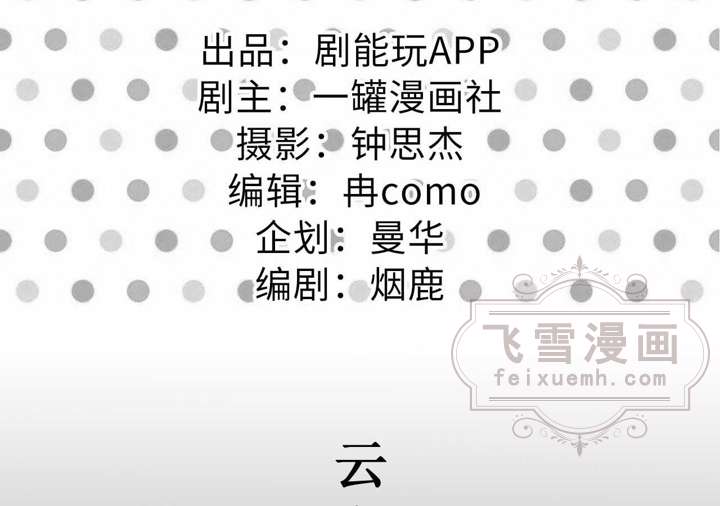 出品：剧能玩APP
剧主：一罐漫画社
摄影：钟思杰
编辑：冉como
企划：曼华
编剧：烟鹿
飞雪漫画
feixuemh.com
云